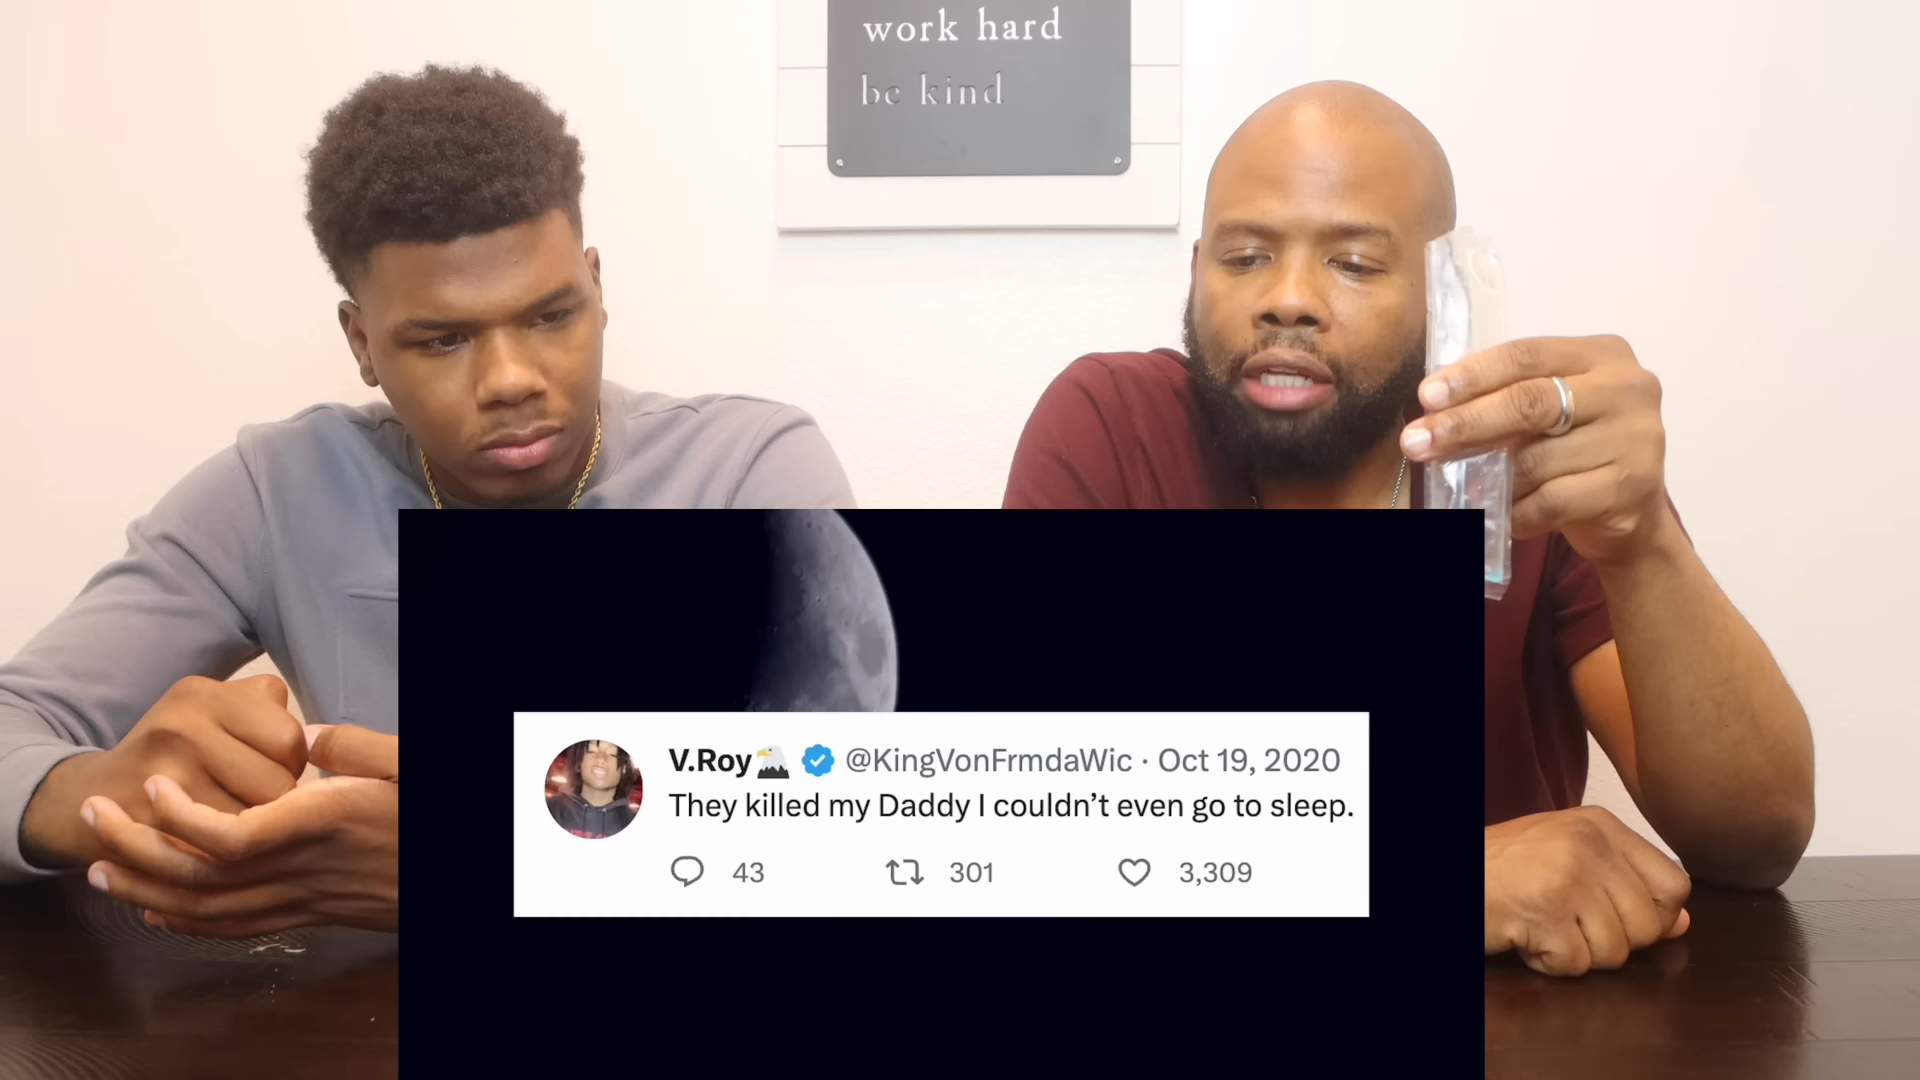 work hard
be kind
V.Roy🦅 @KingVonFrmdaWic · Oct 19, 2020
They killed my Daddy I couldn’t even go to sleep.
43 301 3,309